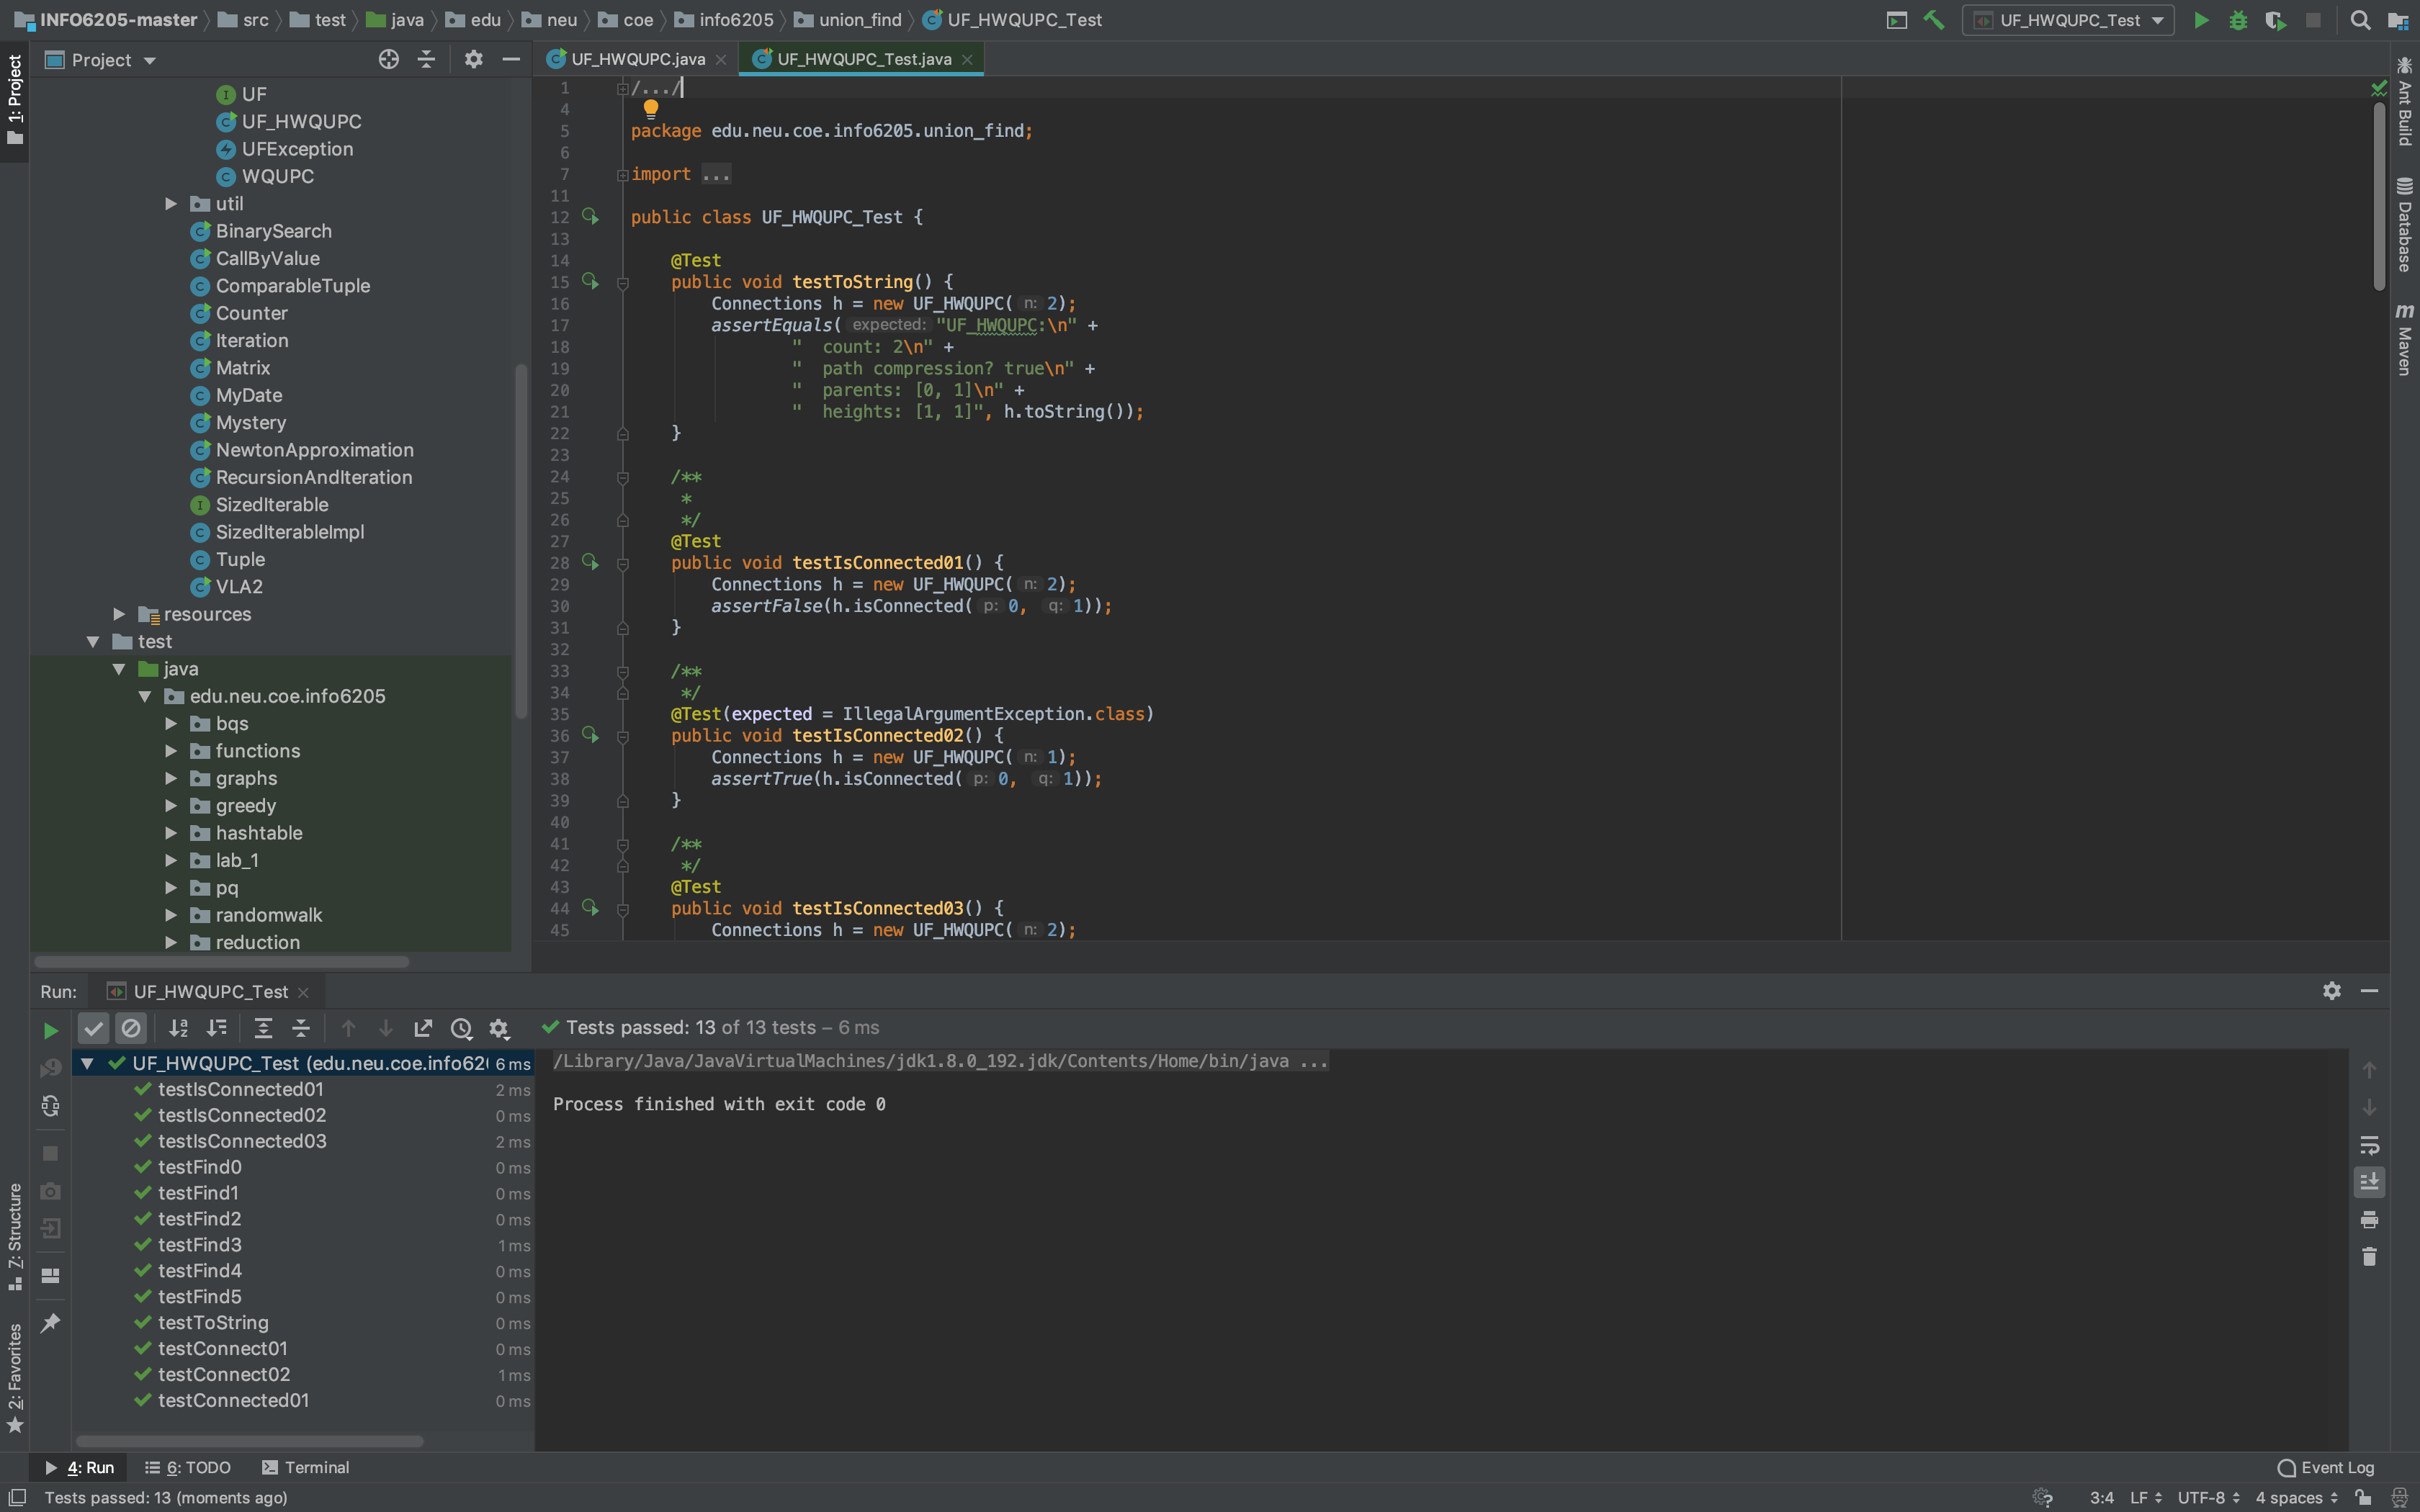 INFO6205-master src test java edu neu coe info6205 union_find UF_HWQUPC_Test
UF_HWQUPC_Test
Project
UF_HWQUPC.java
UF_HWQUPC_Test.java
1: Project
UF
UF_HWQUPC
UFException
WQUPC
util
BinarySearch
CallByValue
ComparableTuple
Counter
Iteration
Matrix
MyDate
Mystery
NewtonApproximation
RecursionAndIteration
SizedIterable
SizedIterableImpl
Tuple
VLA2
resources
test
java
edu.neu.coe.info6205
bqs
functions
graphs
greedy
hashtable
lab_1
pq
randomwalk
reduction
1 /.../
4
5 package edu.neu.coe.info6205.union_find;
6
7 import ...
11
12 public class UF_HWQUPC_Test {
13
14 @Test
15 public void testToString() {
16 Connections h = new UF_HWQUPC( n: 2);
17 assertEquals( expected: "UF_HWQUPC:\n" +
18 "  count: 2\n" +
19 "  path compression? true\n" +
20 "  parents: [0, 1]\n" +
21 "  heights: [1, 1]", h.toString());
22 }
23
24 /**
25 *
26 */
27 @Test
28 public void testIsConnected01() {
29 Connections h = new UF_HWQUPC( n: 2);
30 assertFalse(h.isConnected( p: 0, q: 1));
31 }
32
33 /**
34 */
35 @Test(expected = IllegalArgumentException.class)
36 public void testIsConnected02() {
37 Connections h = new UF_HWQUPC( n: 1);
38 assertTrue(h.isConnected( p: 0, q: 1));
39 }
40
41 /**
42 */
43 @Test
44 public void testIsConnected03() {
45 Connections h = new UF_HWQUPC( n: 2);
Ant Build
Database
m Maven
Run: UF_HWQUPC_Test
Tests passed: 13 of 13 tests – 6 ms
UF_HWQUPC_Test (edu.neu.coe.info62 6 ms
testIsConnected01 2 ms
testIsConnected02 0 ms
testIsConnected03 2 ms
testFind0 0 ms
testFind1 0 ms
testFind2 0 ms
testFind3 1 ms
testFind4 0 ms
testFind5 0 ms
testToString 0 ms
testConnect01 0 ms
testConnect02 1 ms
testConnected01 0 ms
/Library/Java/JavaVirtualMachines/jdk1.8.0_192.jdk/Contents/Home/bin/java ...
Process finished with exit code 0
7: Structure
2: Favorites
4: Run 6: TODO Terminal
Event Log
Tests passed: 13 (moments ago)
3:4 LF UTF-8 4 spaces